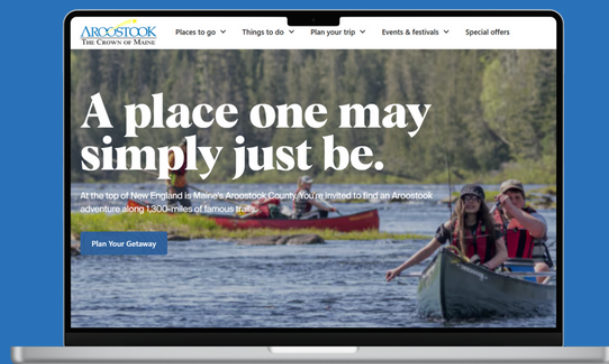 AROOSTOOK
THE CROWN OF MAINE
Places to go
Things to do
Plan your trip
Events & festivals
Special offers
A place one may
simply just be.
At the top of New England is Maine's Aroostook County. You're invited to find an Aroostook
adventure along 1,300-miles of famous trails.
Plan Your Getaway